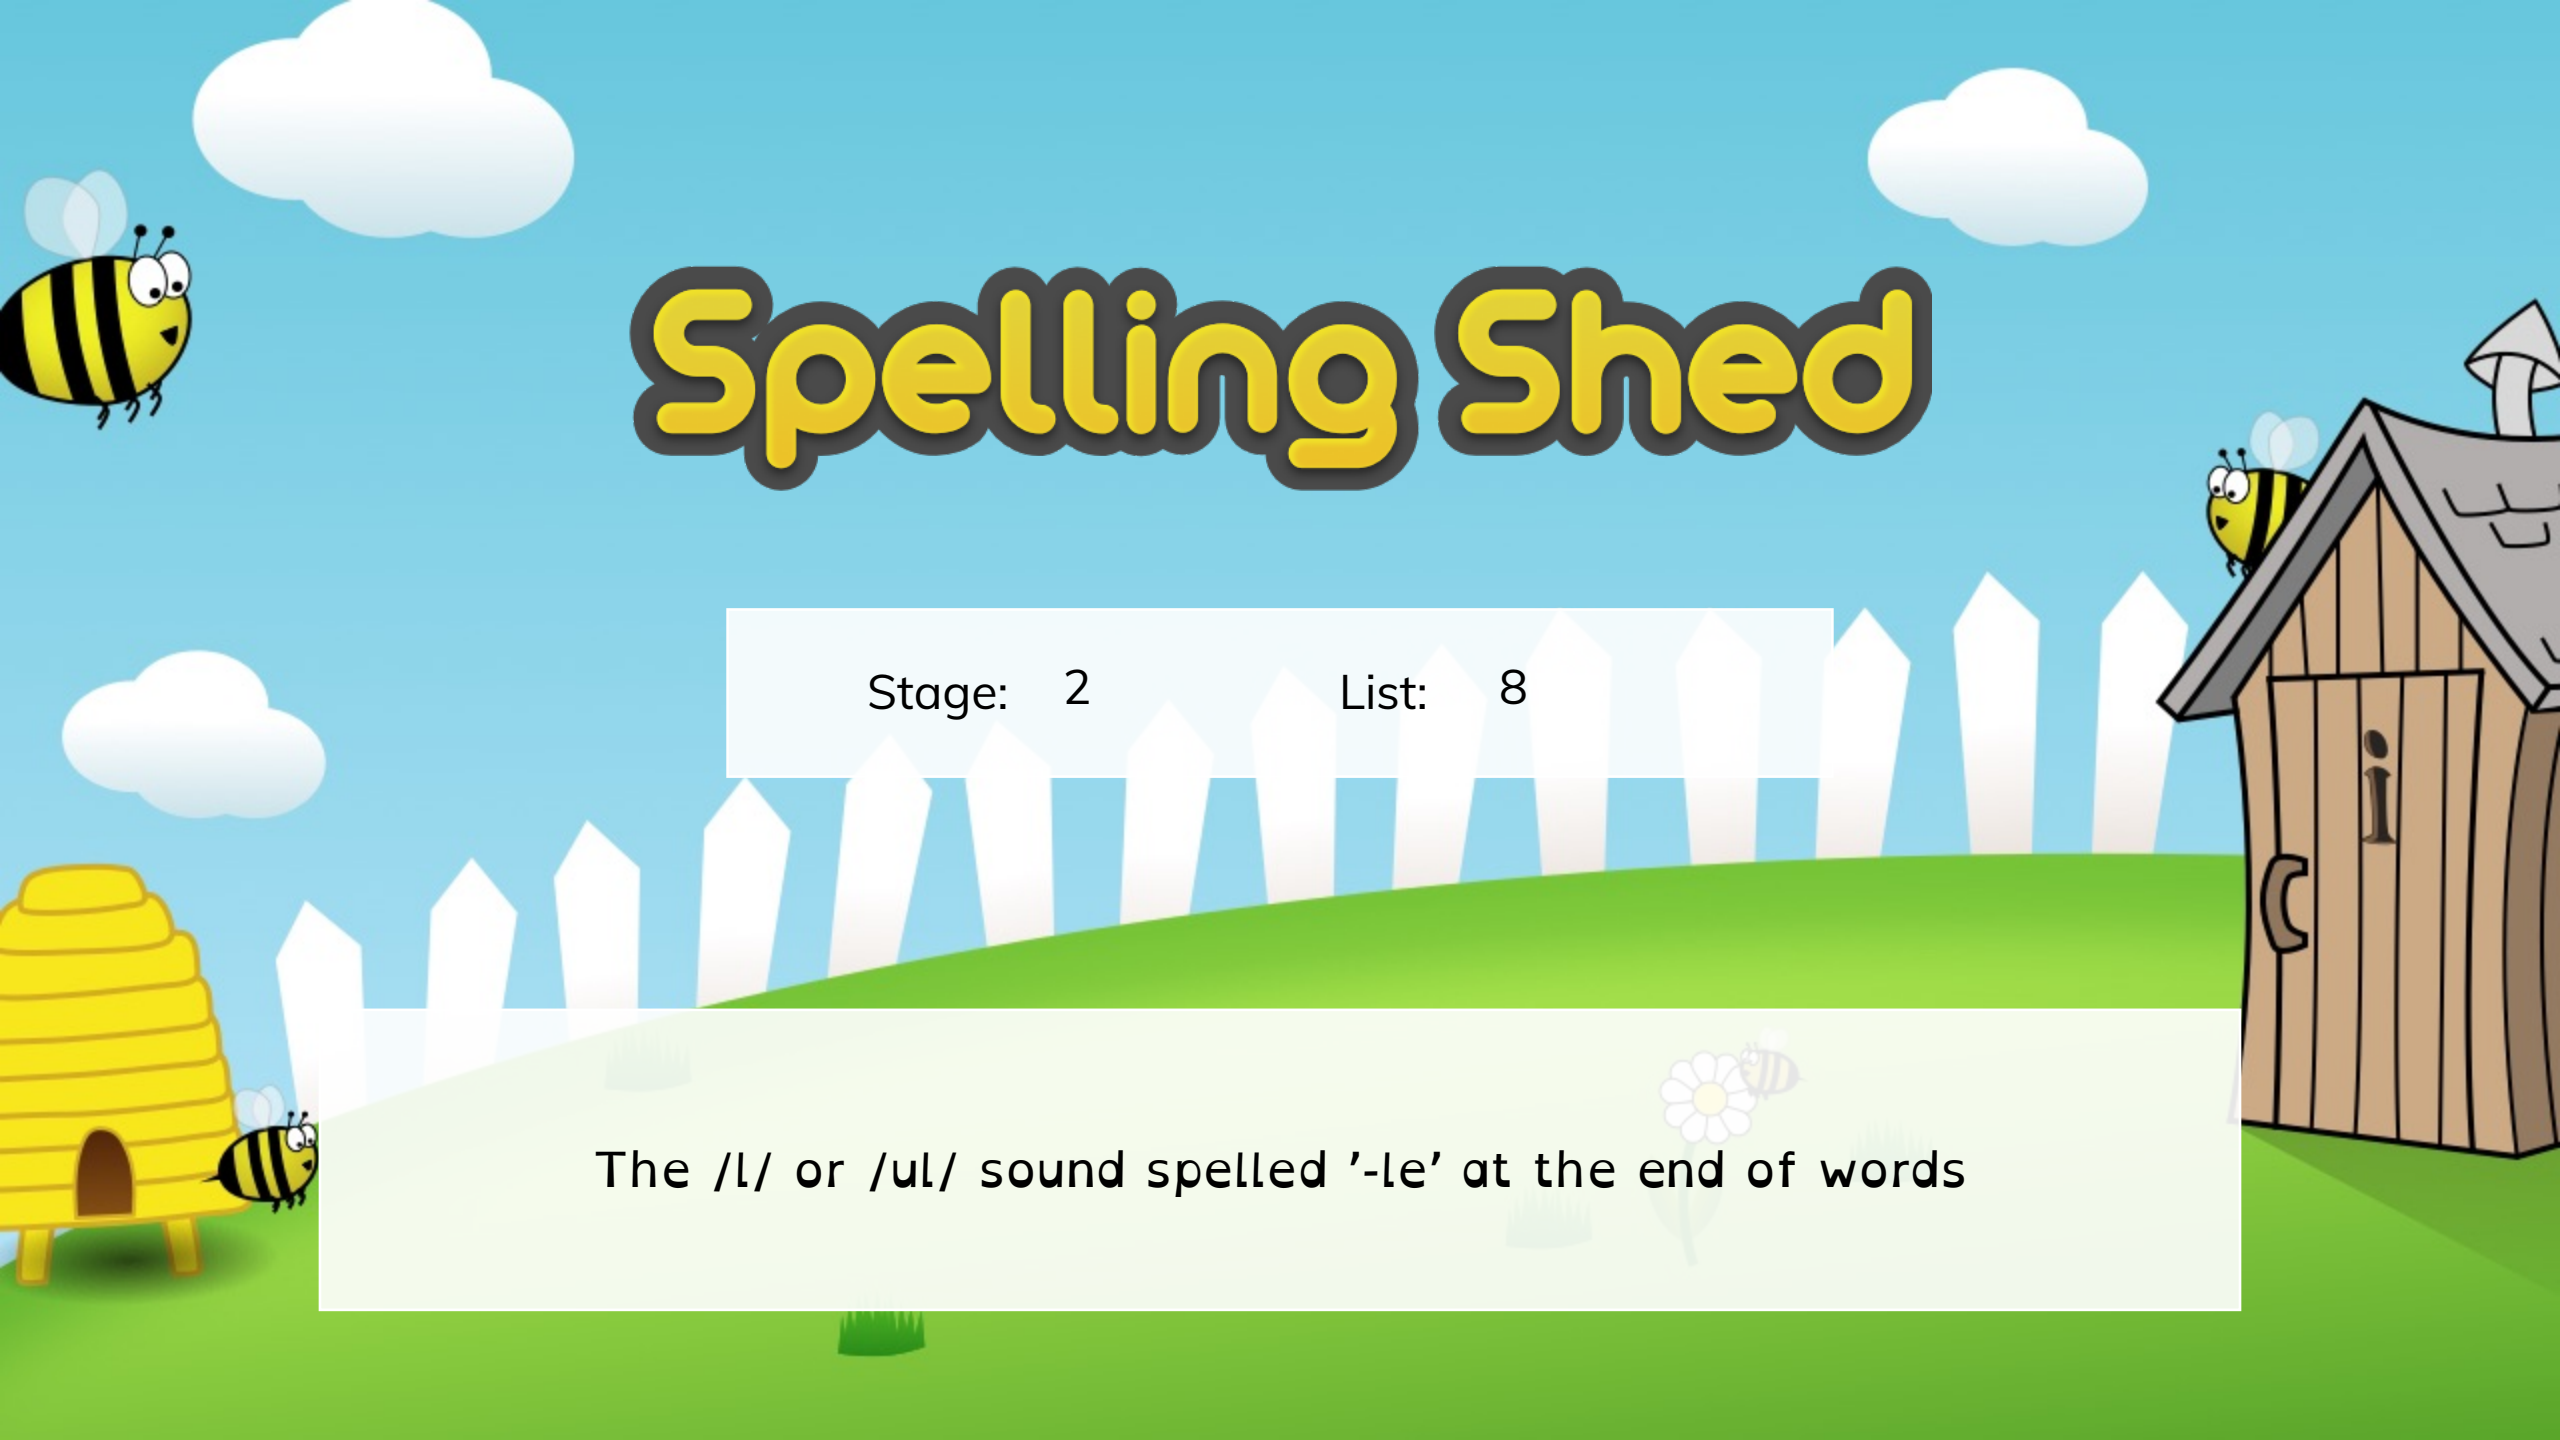 Spelling Shed
Stage: 2 List: 8
The /l/ or /ul/ sound spelled ’-le’ at the end of words
i